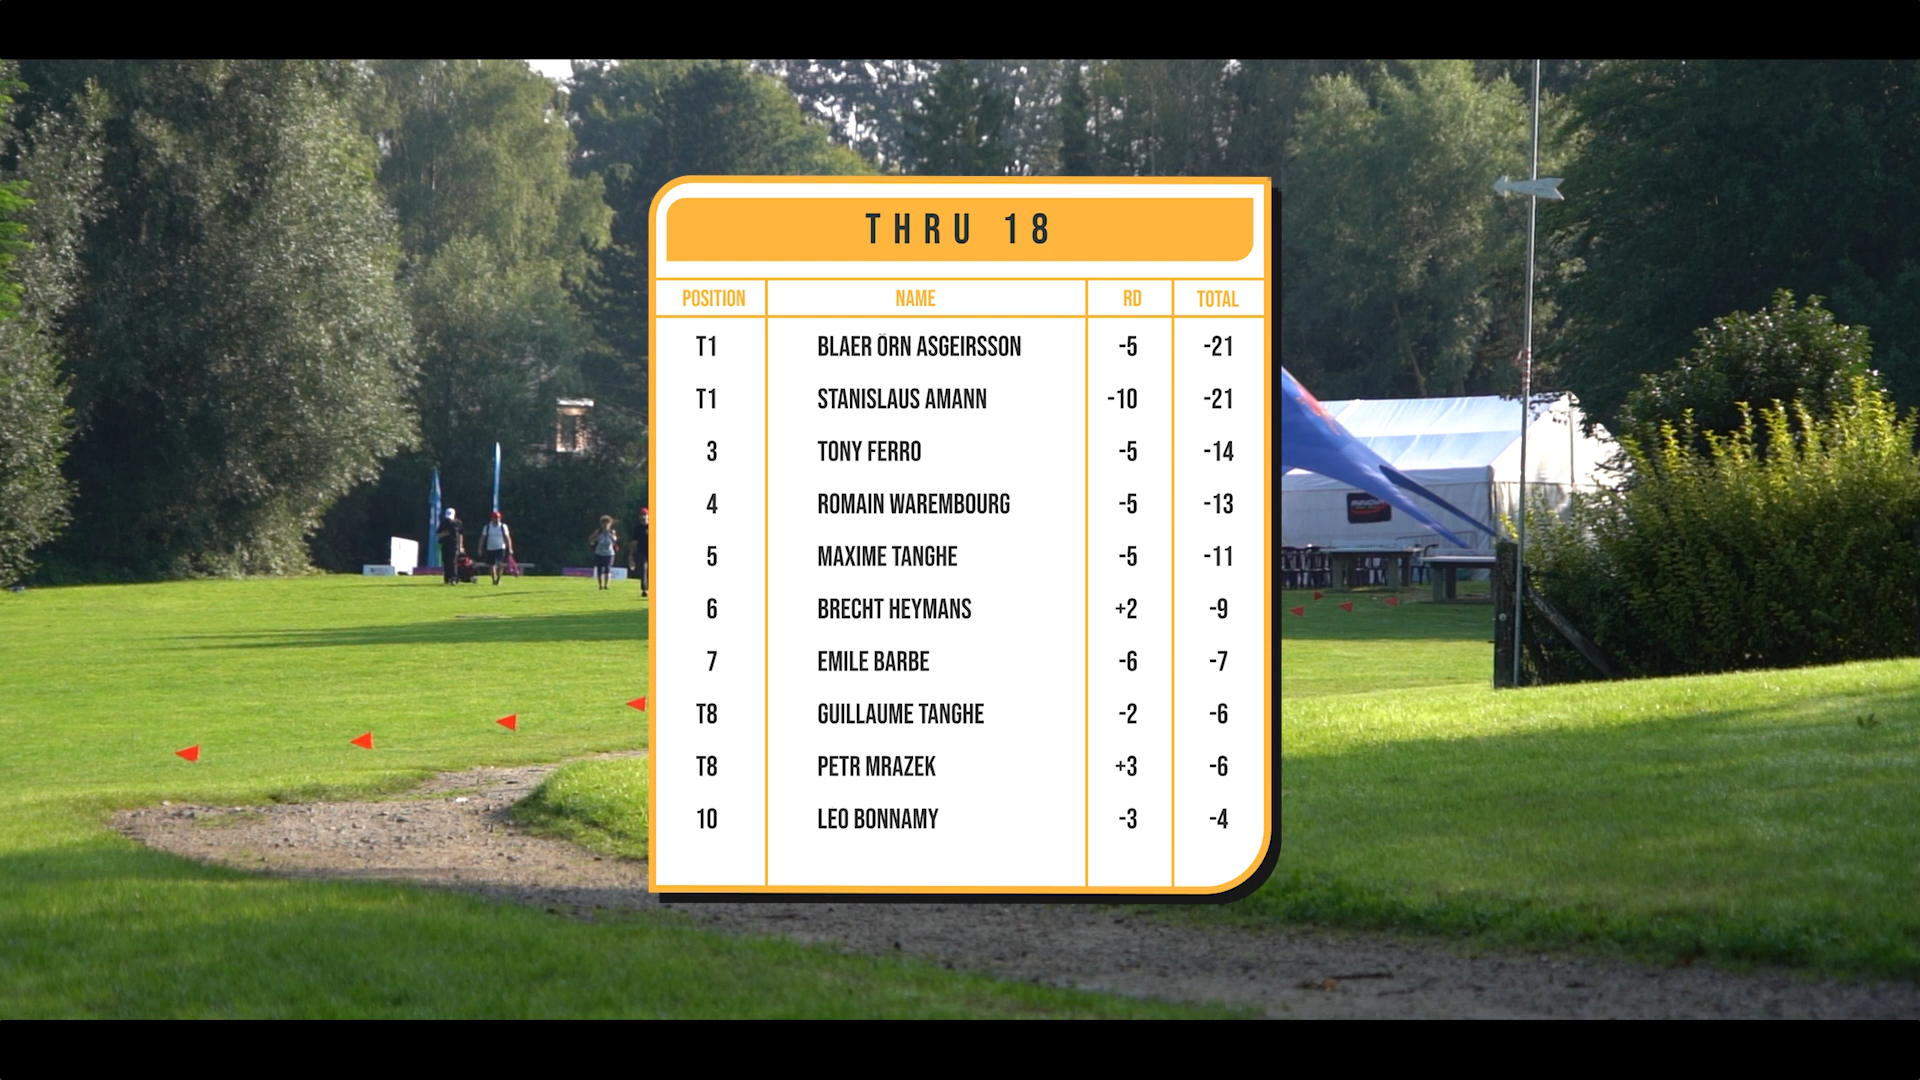 THRU 18
POSITION NAME RD TOTAL
T1 BLAER ÖRN ASGEIRSSON -5 -21
T1 STANISLAUS AMANN -10 -21
3 TONY FERRO -5 -14
4 ROMAIN WAREMBOURG -5 -13
5 MAXIME TANGHE -5 -11
6 BRECHT HEYMANS +2 -9
7 EMILE BARBE -6 -7
T8 GUILLAUME TANGHE -2 -6
T8 PETR MRAZEK +3 -6
10 LÉO BONNAMY -3 -4